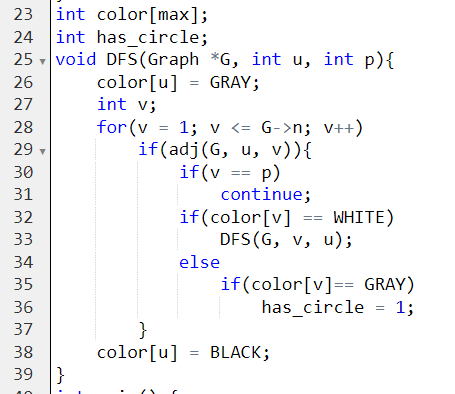 23 int color[max];
24 int has_circle;
25 void DFS(Graph *G, int u, int p){
26     color[u] = GRAY;
27     int v;
28     for(v = 1; v <= G->n; v++)
29         if(adj(G, u, v)){
30             if(v == p)
31                 continue;
32             if(color[v] == WHITE)
33                 DFS(G, v, u);
34             else
35                 if(color[v]== GRAY)
36                     has_circle = 1;
37         }
38     color[u] = BLACK;
39 }